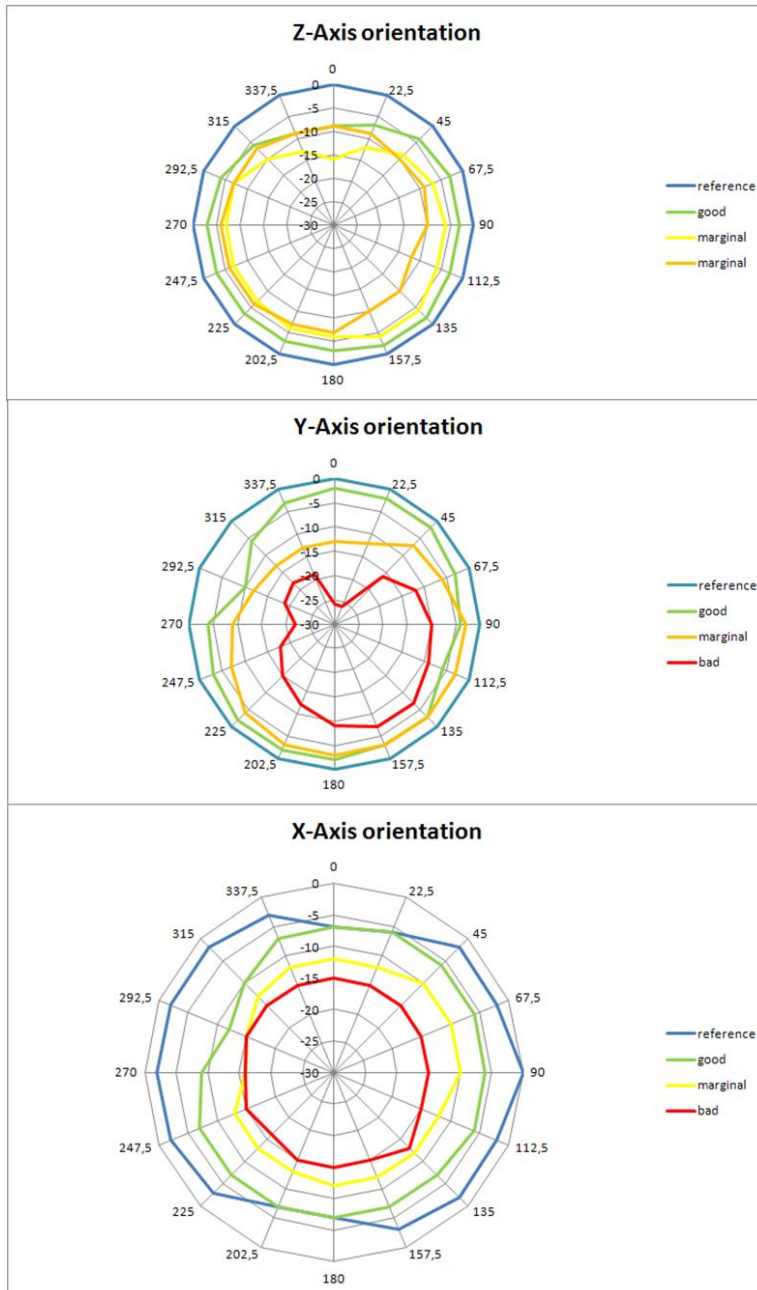 Z-Axis orientation
0
337,5 0 22,5
315 -5 45
-10
292,5 -15 67,5
-20
-25
270 -30 90
247,5 112,5
225 135
202,5 157,5
180
reference
good
marginal
marginal
Y-Axis orientation
0
337,5 0 22,5
315 -5 45
-10
292,5 -15 67,5
-20
-25
270 -30 90
247,5 112,5
225 135
202,5 157,5
180
reference
good
marginal
bad
X-Axis orientation
0
337,5 0 22,5
315 -5 45
-10
292,5 -15 67,5
-20
-25
270 -30 90
247,5 112,5
225 135
202,5 157,5
180
reference
good
marginal
bad